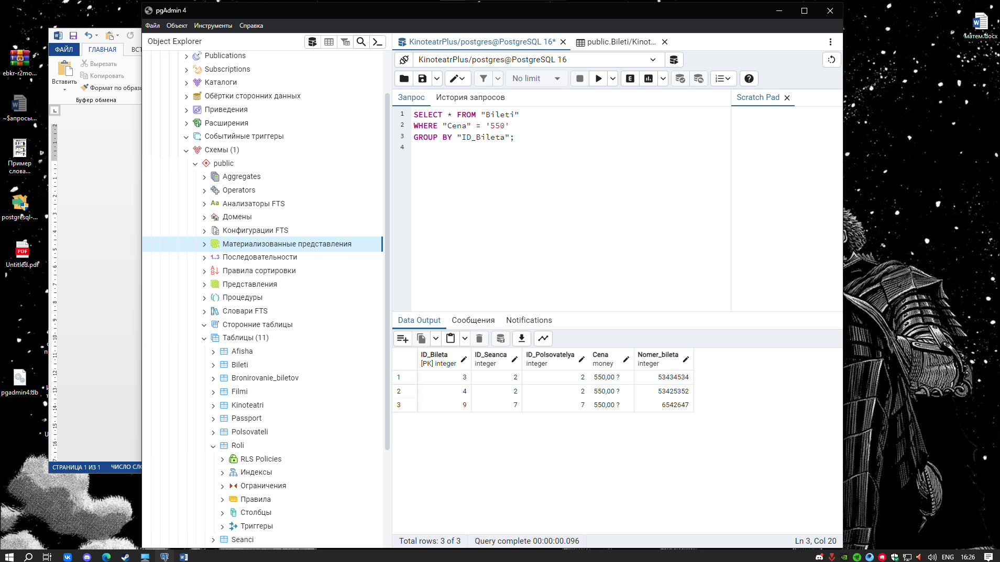 pgAdmin 4
Файл Объект Инструменты Справка
ФАЙЛ ГЛАВНАЯ ВСТ
Вставить
Вырезать
Копировать
Формат по образц
Буфер обмена
СТРАНИЦА 1 ИЗ 1 ЧИСЛО СЛО
ebkr-r2mo...
~$апросы...
Пример
слова...
postgresql-...
PDF
Untitled.pdf
pgadmin4.db
матем.docx
Object Explorer
Publications
Subscriptions
Каталоги
Обёртки сторонних данных
Приведения
Расширения
Событийные триггеры
Схемы (1)
public
Aggregates
Operators
Анализаторы FTS
Домены
Конфигурации FTS
Материализованные представления
Последовательности
Правила сортировки
Представления
Процедуры
Словари FTS
Сторонние таблицы
Таблицы (11)
Afisha
Bileti
Bronirovanie_biletov
Filmi
Kinoteatri
Passport
Polsovateli
Roli
RLS Policies
Индексы
Ограничения
Правила
Столбцы
Триггеры
Seanci
KinoteatrPlus/postgres@PostgreSQL 16* public.Bileti/Kinot...
KinoteatrPlus/postgres@PostgreSQL 16
No limit
Запрос История запросов
Scratch Pad
1 SELECT * FROM "Bileti"
2 WHERE "Cena" = '550'
3 GROUP BY "ID_Bileta";
4
Data Output Сообщения Notifications
ID_Bileta ID_Seanca ID_Polsovatelya Cena Nomer_bileta
[PK] integer integer integer money integer
1 3 2 2 550,00 ? 53434534
2 4 2 2 550,00 ? 53425352
3 9 7 7 550,00 ? 6542647
Total rows: 3 of 3 Query complete 00:00:00.096 Ln 3, Col 20
ENG 16:26